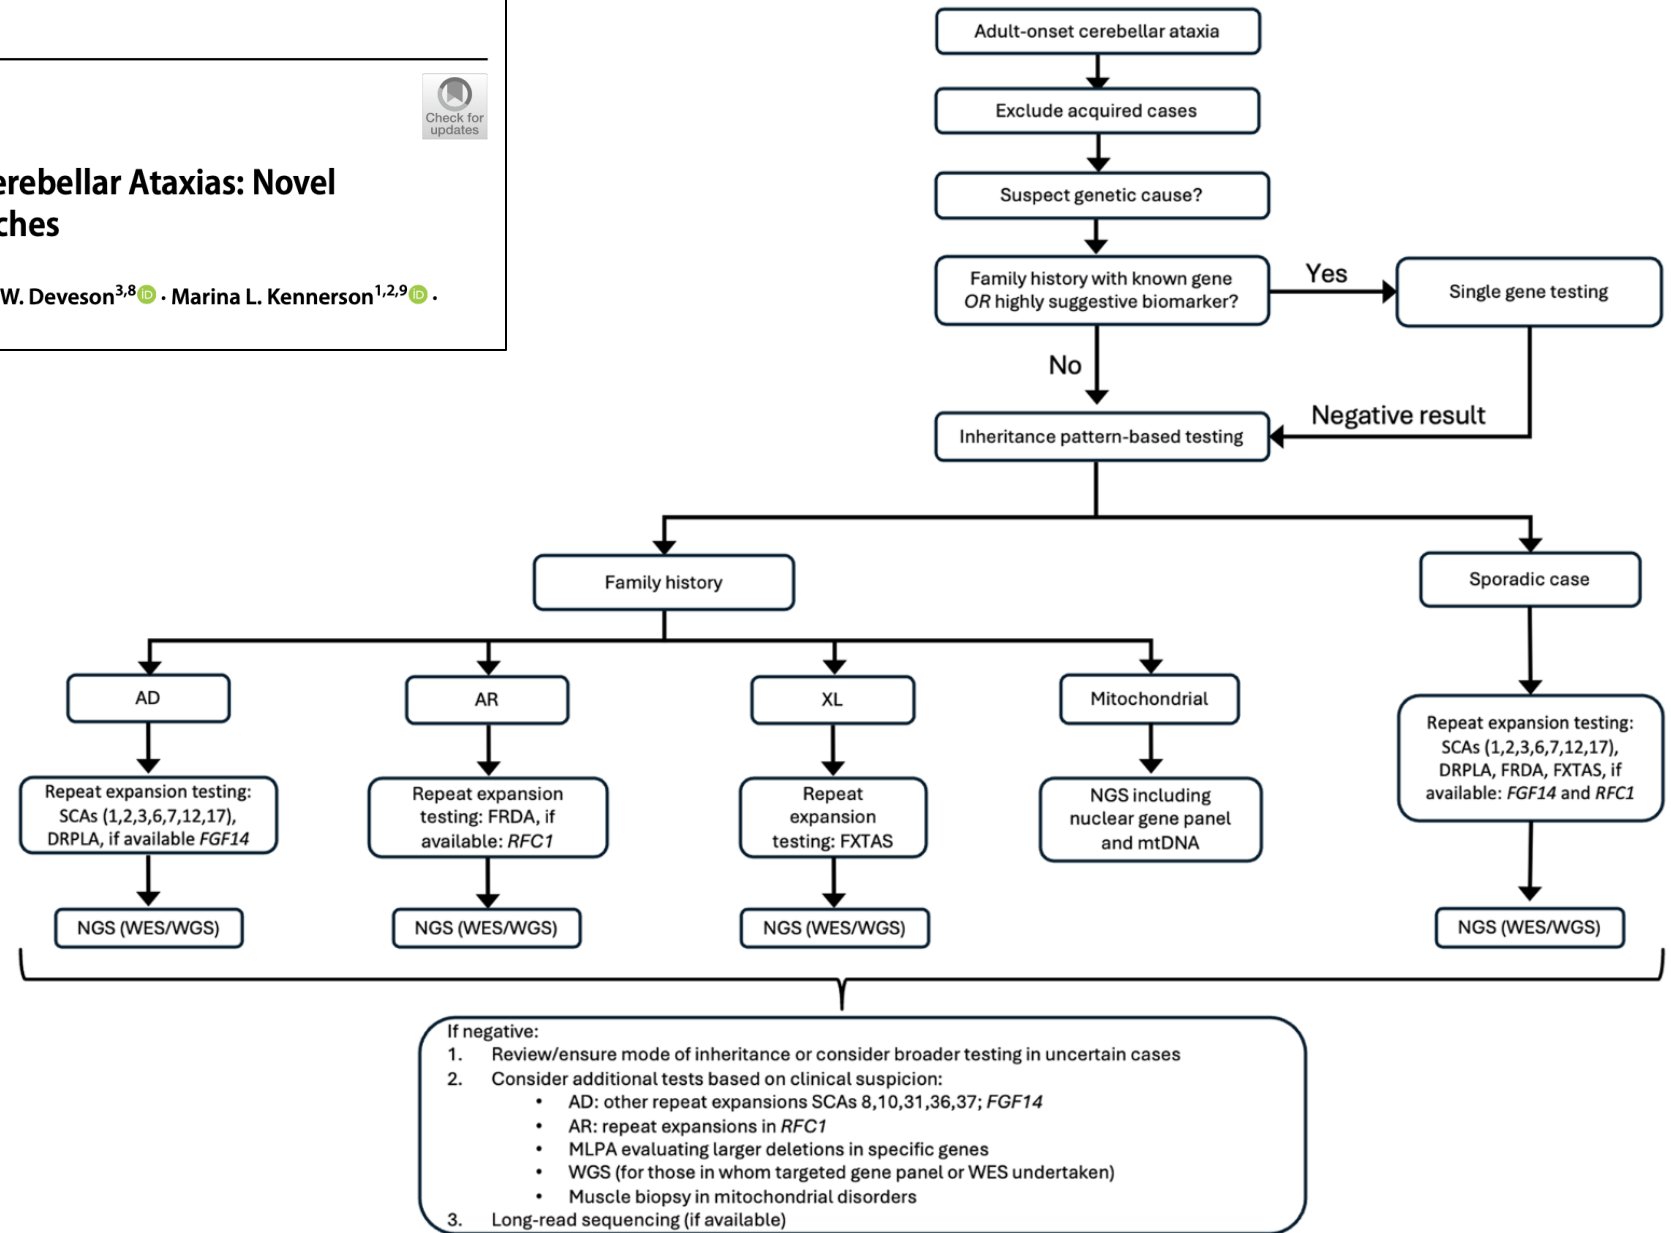 Check for
updates
erebellar Ataxias: Novel
ches
W. Deveson3,8 iD · Marina L. Kennerson1,2,9 iD ·
Adult-onset cerebellar ataxia
Exclude acquired cases
Suspect genetic cause?
Family history with known gene
OR highly suggestive biomarker?
Yes
Single gene testing
No
Negative result
Inheritance pattern-based testing
Family history
Sporadic case
AD
AR
XL
Mitochondrial
Repeat expansion testing:
SCAs (1,2,3,6,7,12,17),
DRPLA, if available FGF14
Repeat expansion
testing: FRDA, if
available: RFC1
Repeat
expansion
testing: FXTAS
NGS including
nuclear gene panel
and mtDNA
Repeat expansion testing:
SCAs (1,2,3,6,7,12,17),
DRPLA, FRDA, FXTAS, if
available: FGF14 and RFC1
NGS (WES/WGS)
NGS (WES/WGS)
NGS (WES/WGS)
NGS (WES/WGS)
If negative:
1. Review/ensure mode of inheritance or consider broader testing in uncertain cases
2. Consider additional tests based on clinical suspicion:
• AD: other repeat expansions SCAs 8,10,31,36,37; FGF14
• AR: repeat expansions in RFC1
• MLPA evaluating larger deletions in specific genes
• WGS (for those in whom targeted gene panel or WES undertaken)
• Muscle biopsy in mitochondrial disorders
3. Long-read sequencing (if available)